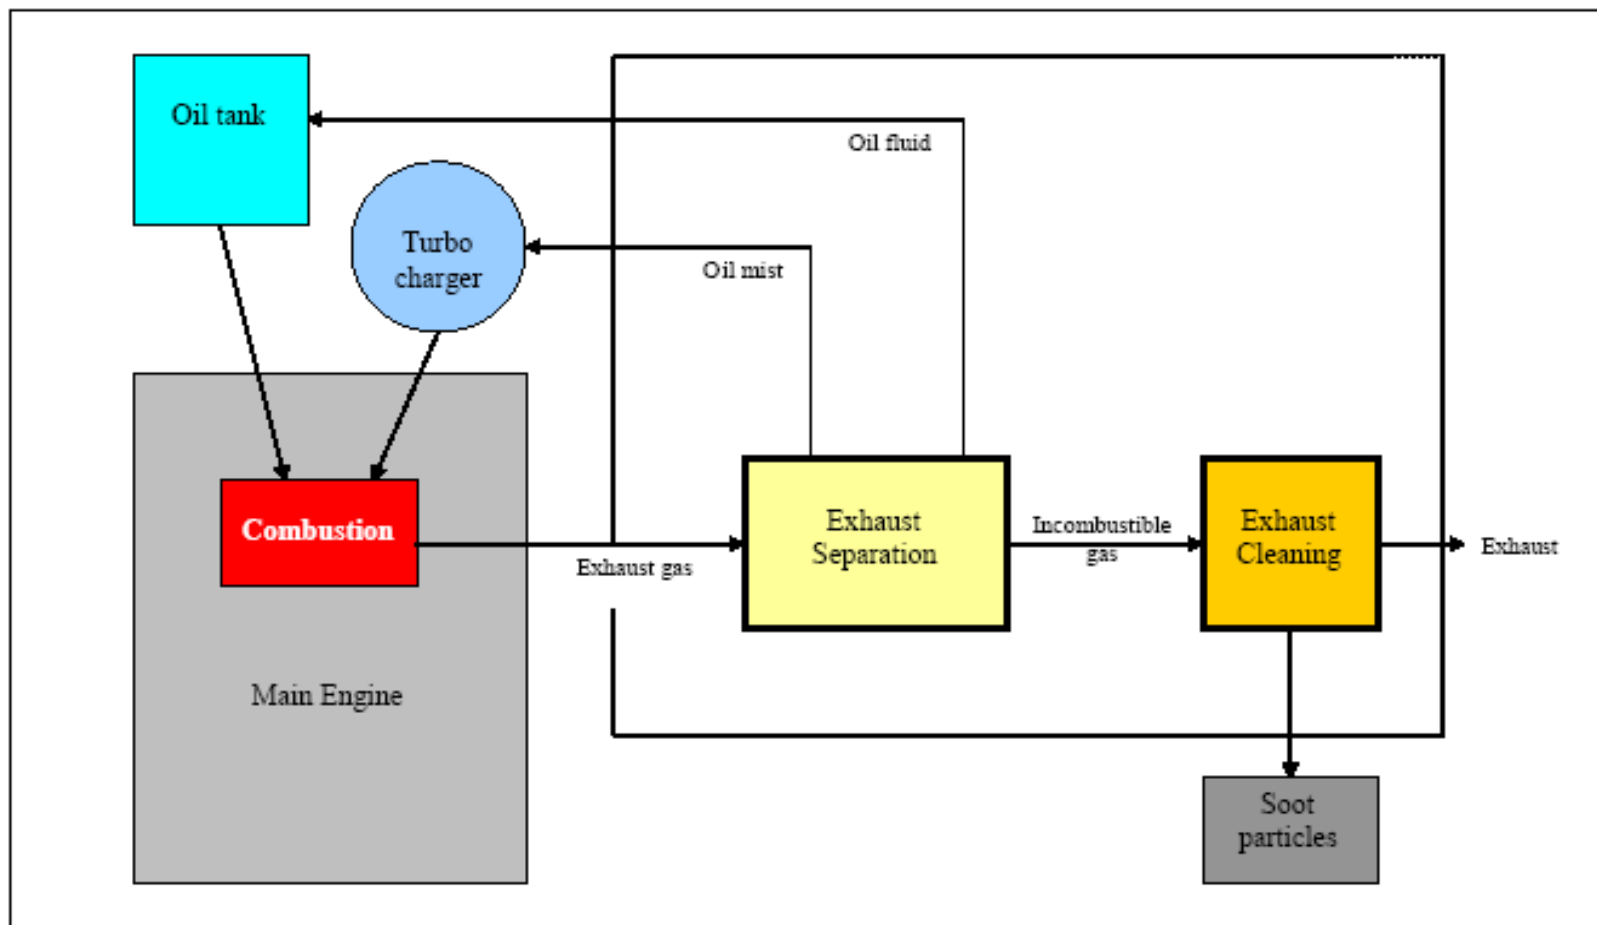 Oil tank
Oil fluid
Turbo
charger
Oil mist
Combustion
Exhaust gas
Exhaust
Separation
Incombustible
gas
Exhaust
Cleaning
Exhaust
Main Engine
Soot
particles